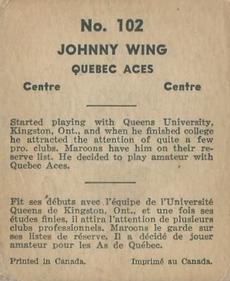 No. 102
JOHNNY WING
QUEBEC ACES
Centre Centre
Started playing with Queens University,
Kingston, Ont., and when he finished college
he attracted the attention of quite a few
pro. clubs. Maroons have him on their re-
serve list. He decided to play amateur with
Quebec Aces.
Fit ses débuts avec l'équipe de l'Université
Queens de Kingston, Ont., et une fois ses
études finies, il attira l'attention de plusieurs
clubs professionnels. Maroons le garde sur
ses listes de réserve. Il a décidé de jouer
amateur pour les As de Québec.
Printed in Canada. Imprimé au Canada.